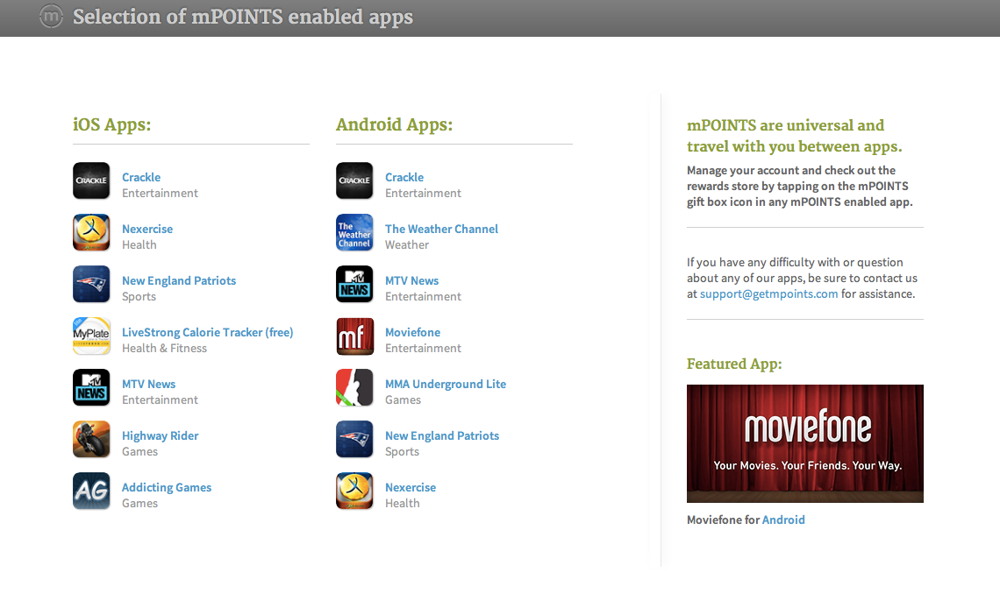 m Selection of mPOINTS enabled apps
iOS Apps:
CRACKLE
Crackle
Entertainment
Nexercise
Health
New England Patriots
Sports
MyPlate
LIVESTRONG.COM
LiveStrong Calorie Tracker (free)
Health & Fitness
MTV
NEWS
MTV News
Entertainment
Highway Rider
Games
AG
Addicting Games
Games
Android Apps:
CRACKLE
Crackle
Entertainment
The
Weather
Channel
The Weather Channel
Weather
MTV
NEWS
MTV News
Entertainment
mf
Moviefone
Entertainment
MMA Underground Lite
Games
New England Patriots
Sports
Nexercise
Health
mPOINTS are universal and
travel with you between apps.
Manage your account and check out the
rewards store by tapping on the mPOINTS
gift box icon in any mPOINTS enabled app.
If you have any difficulty with or question
about any of our apps, be sure to contact us
at support@getmpoints.com for assistance.
Featured App:
moviefone
Your Movies. Your Friends. Your Way.
Moviefone for Android